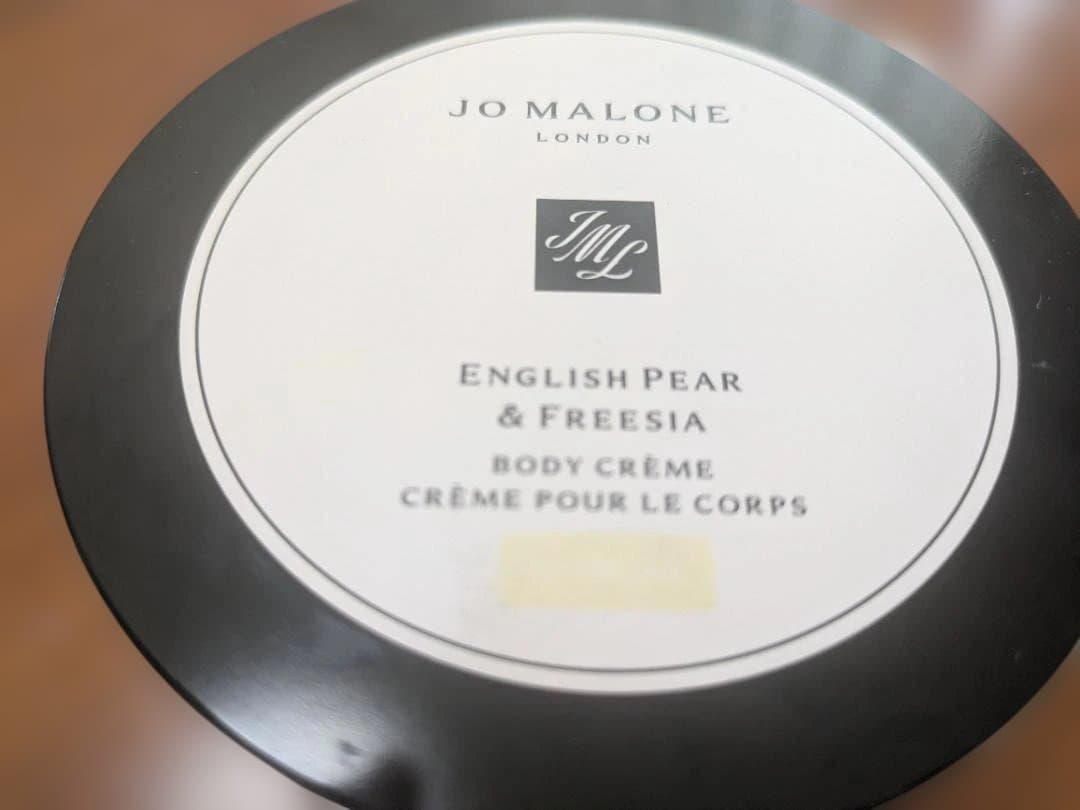 JO MALONE
LONDON
JML
ENGLISH PEAR
& FREESIA
BODY CRÈME
CRÈME POUR LE CORPS